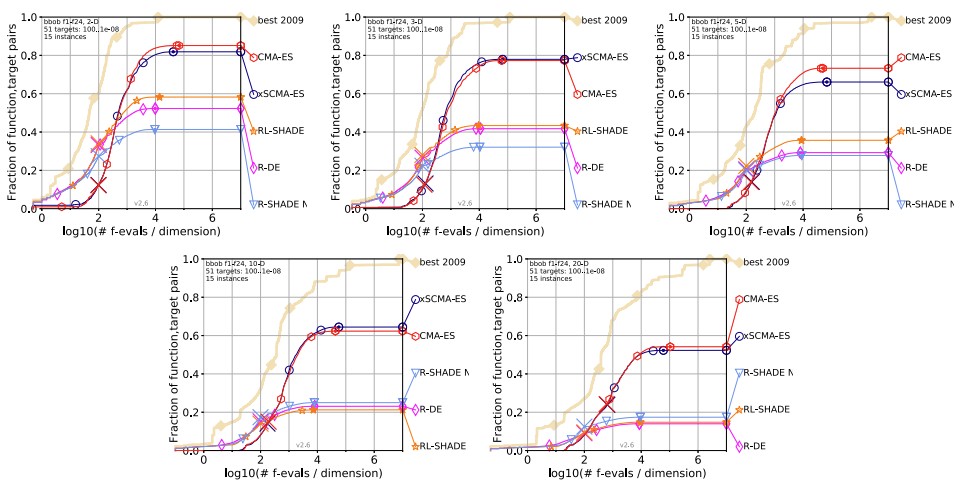 bbob f1-f24, 2-D
51 targets: 100..1e-08
15 instances
1.0
0.8
0.6
0.4
0.2
0.0
0
2
4
6
v2.6
Fraction of function,target pairs
log10(# f-evals / dimension)
best 2009
CMA-ES
xSCMA-ES
RL-SHADE
R-DE
R-SHADE N
bbob f1-f24, 3-D
51 targets: 100..1e-08
15 instances
1.0
0.8
0.6
0.4
0.2
0.0
0
2
4
6
v2.6
Fraction of function,target pairs
log10(# f-evals / dimension)
best 2009
xSCMA-ES
CMA-ES
RL-SHADE
R-DE
R-SHADE N
bbob f1-f24, 5-D
51 targets: 100..1e-08
15 instances
1.0
0.8
0.6
0.4
0.2
0.0
0
2
4
6
v2.6
Fraction of function,target pairs
log10(# f-evals / dimension)
best 2009
CMA-ES
xSCMA-ES
RL-SHADE
R-DE
R-SHADE N
bbob f1-f24, 10-D
51 targets: 100..1e-08
15 instances
1.0
0.8
0.6
0.4
0.2
0.0
0
2
4
6
v2.6
Fraction of function,target pairs
log10(# f-evals / dimension)
best 2009
xSCMA-ES
CMA-ES
R-SHADE N
R-DE
RL-SHADE
bbob f1-f24, 20-D
51 targets: 100..1e-08
15 instances
1.0
0.8
0.6
0.4
0.2
0.0
0
2
4
6
v2.6
Fraction of function,target pairs
log10(# f-evals / dimension)
best 2009
CMA-ES
xSCMA-ES
R-SHADE N
RL-SHADE
R-DE